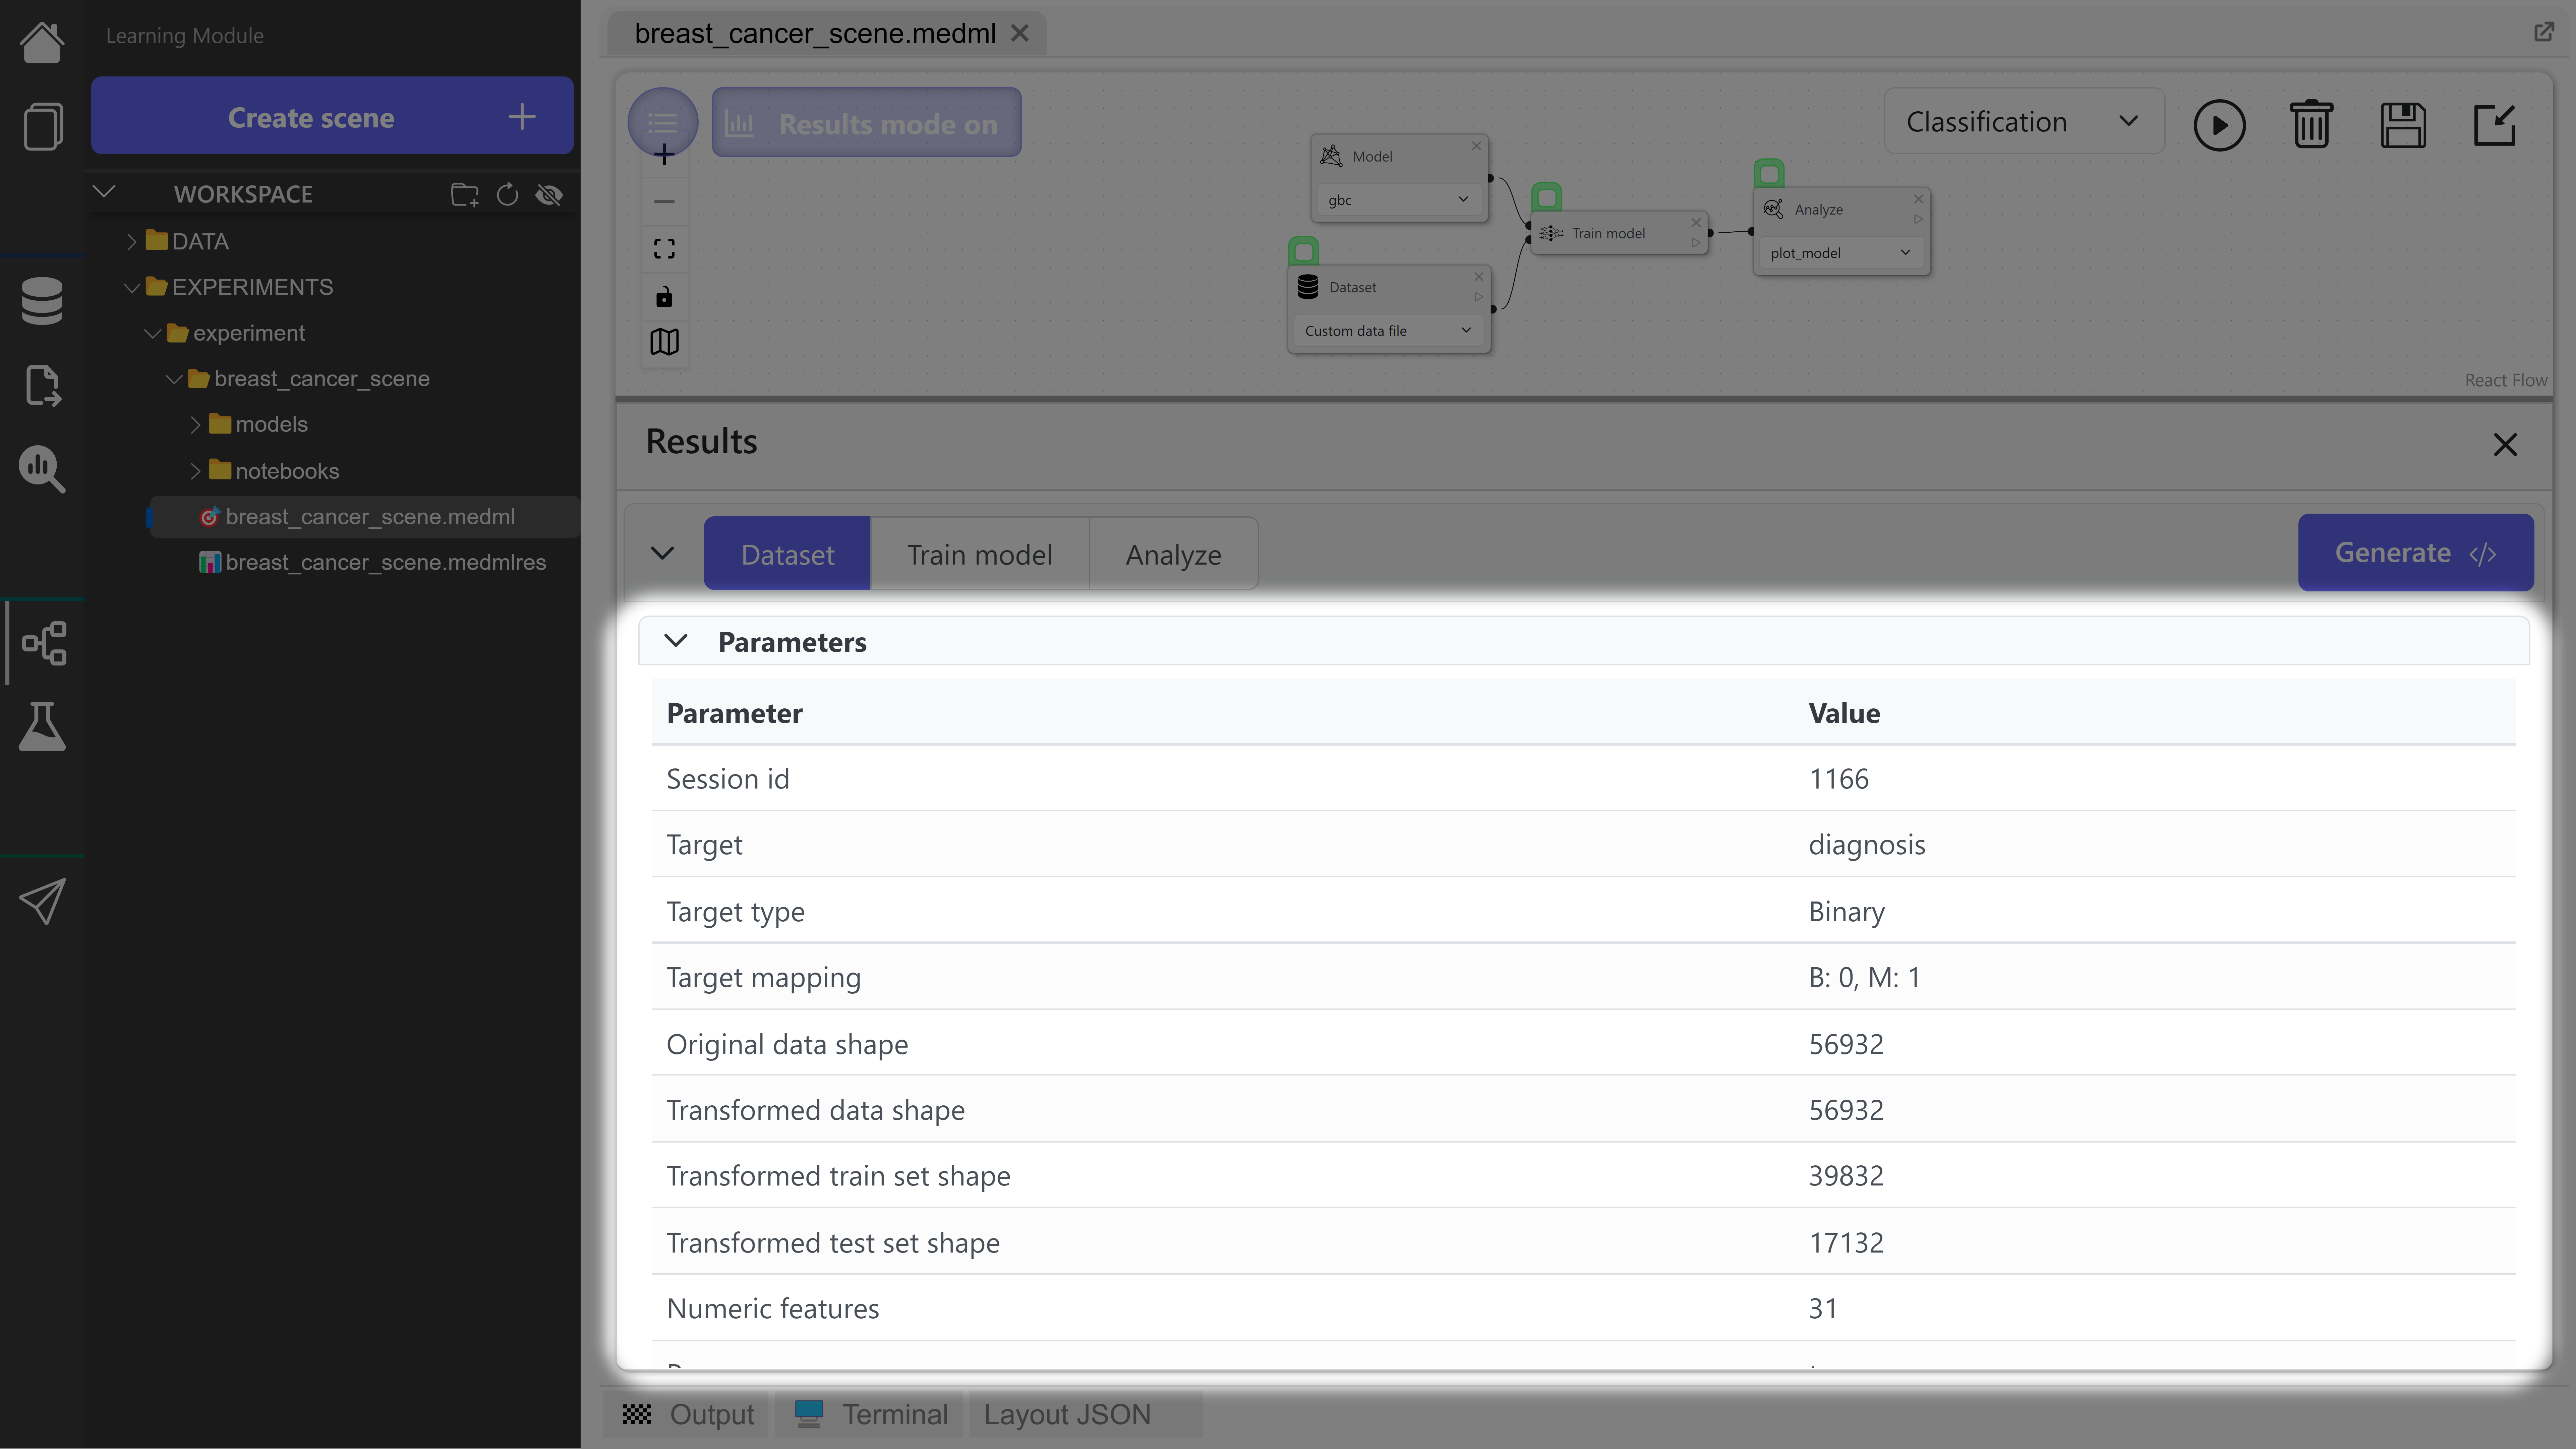 Learning Module
Create scene
WORKSPACE
DATA
EXPERIMENTS
experiment
breast_cancer_scene
models
notebooks
breast_cancer_scene.medml
breast_cancer_scene.medmlres
breast_cancer_scene.medml
Results mode on
Classification
Model
gbc
Dataset
Custom data file
Train model
Analyze
plot_model
React Flow
Results
Dataset Train model Analyze
Generate </>
Parameters
Parameter Value
Session id 1166
Target diagnosis
Target type Binary
Target mapping B: 0, M: 1
Original data shape 56932
Transformed data shape 56932
Transformed train set shape 39832
Transformed test set shape 17132
Numeric features 31
Output Terminal Layout JSON